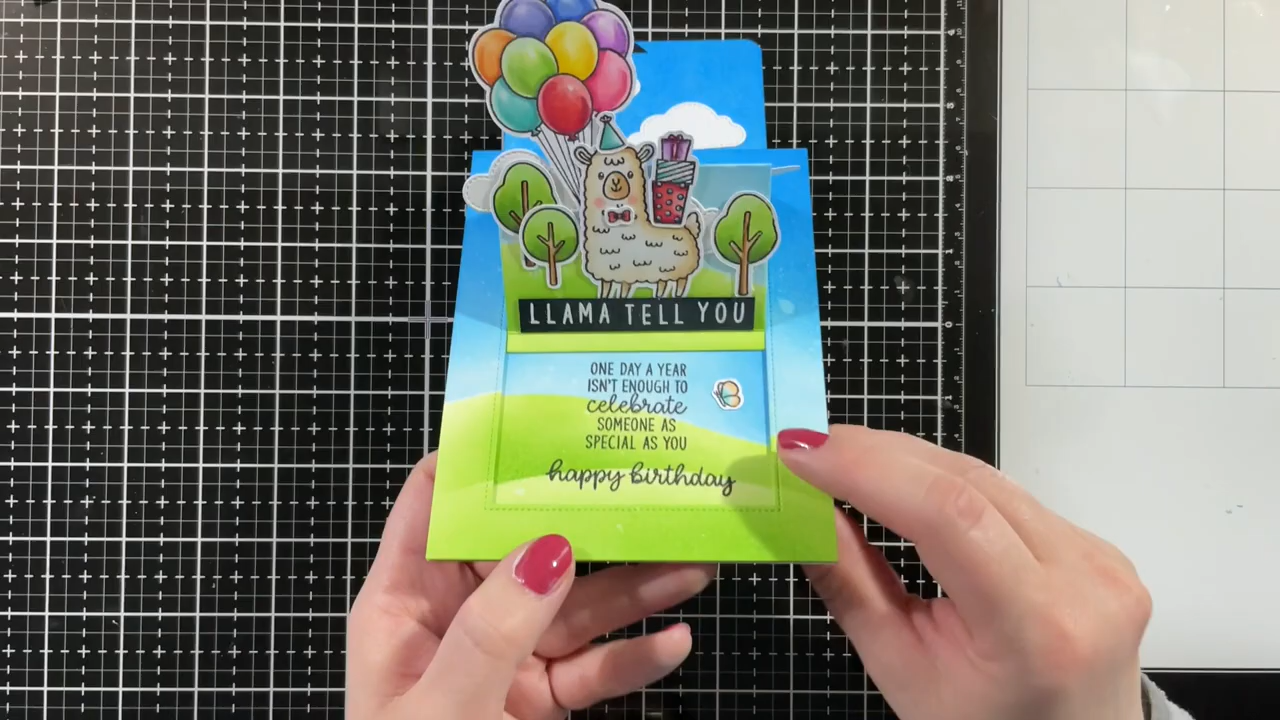 LLAMA TELL YOU
ONE DAY A YEAR
ISN'T ENOUGH TO
celebrate
SOMEONE AS
SPECIAL AS YOU
happy birthday